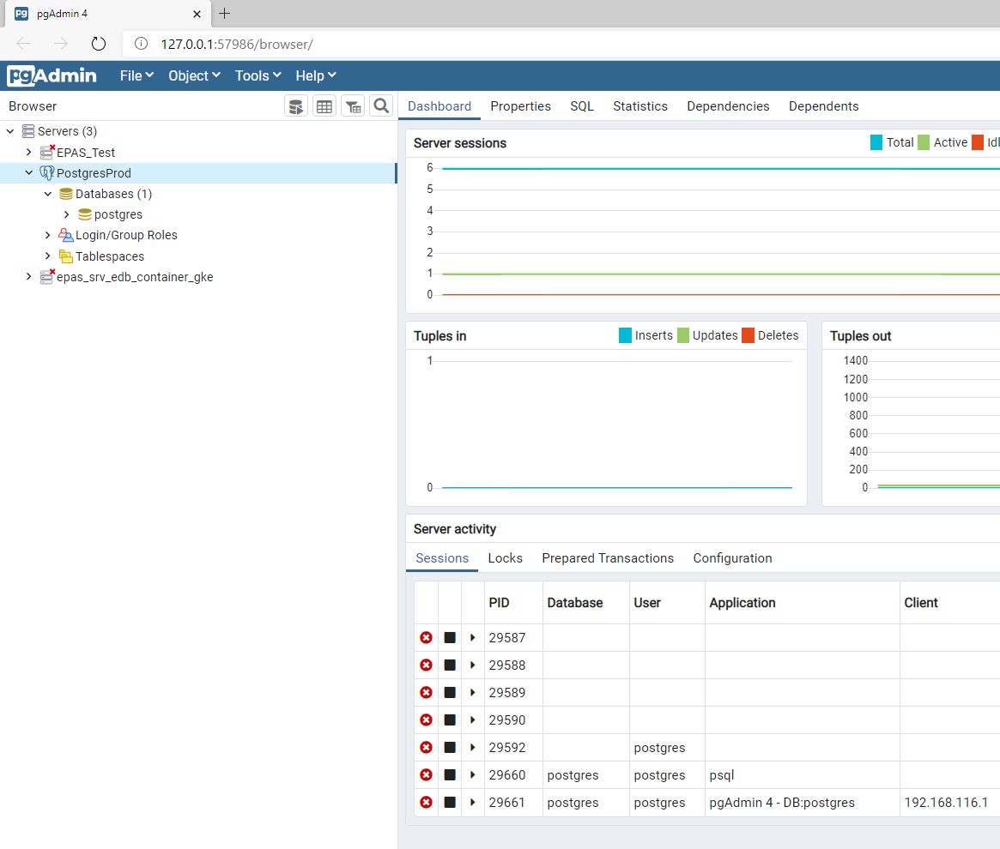 pgAdmin 4
127.0.0.1:57986/browser/
pgAdmin File Object Tools Help
Browser
Servers (3)
EPAS_Test
PostgresProd
Databases (1)
postgres
Login/Group Roles
Tablespaces
epas_srv_edb_container_gke
Dashboard Properties SQL Statistics Dependencies Dependents
Server sessions Total Active Idl
6
5
4
3
2
1
0
Tuples in Inserts Updates Deletes
1
0
Tuples out
1400
1200
1000
800
600
400
200
0
Server activity
Sessions Locks Prepared Transactions Configuration
PID Database User Application Client
29587
29588
29589
29590
29592 postgres
29660 postgres postgres psql
29661 postgres postgres pgAdmin 4 - DB:postgres 192.168.116.1